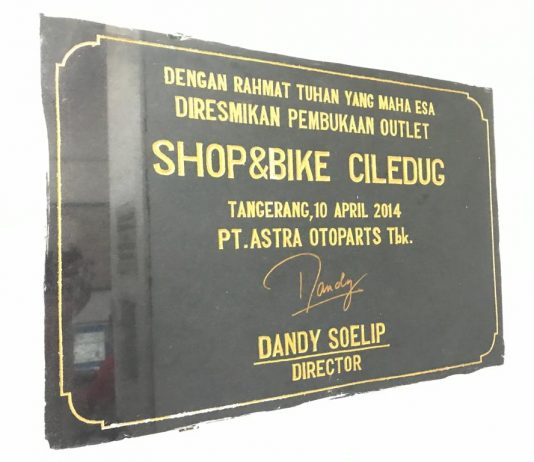 DENGAN RAHMAT TUHAN YANG MAHA ESA
DIRESMIKAN PEMBUKAAN OUTLET
SHOP&BIKE CILEDUG
TANGERANG,10 APRIL 2014
PT.ASTRA OTOPARTS Tbk.
Dandy
DANDY SOELIP
DIRECTOR